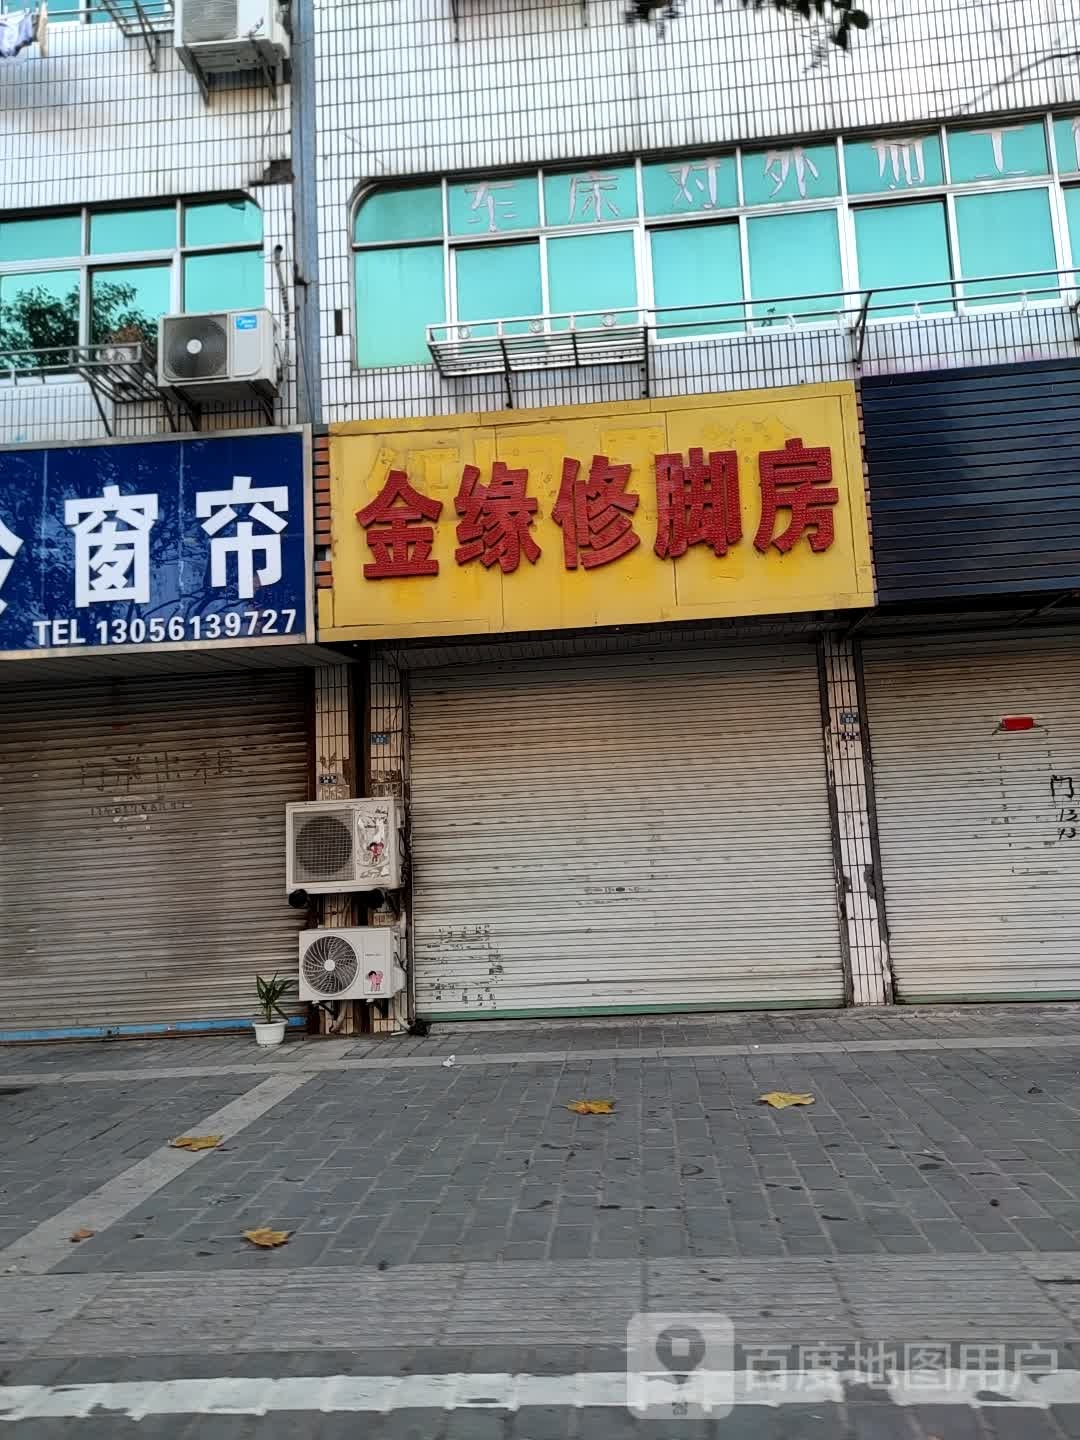 车床对外加工
金缘修脚房
窗帘
TEL 13056139727
门
百度地图用户